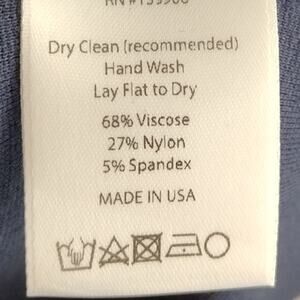 Dry Clean (recommended)
Hand Wash
Lay Flat to Dry
68% Viscose
27% Nylon
5% Spandex
MADE IN USA